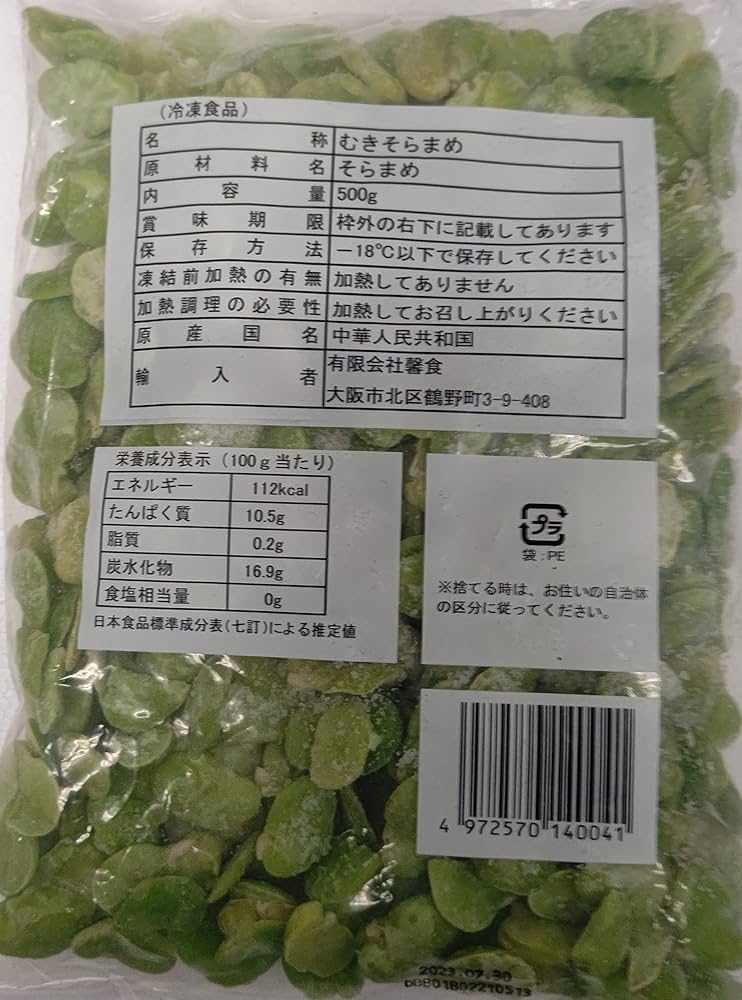 (冷凍食品)
名称 むきそらまめ
原材料名 そらまめ
内容量 500g
賞味期限 枠外の右下に記載してあります
保存方法 －18℃以下で保存してください
凍結前加熱の有無 加熱してありません
加熱調理の必要性 加熱してお召し上がりください
原産国名 中華人民共和国
輸入者 有限会社馨食
大阪市北区鶴野町3-9-408
栄養成分表示 (100g当たり)
エネルギー 112kcal
たんぱく質 10.5g
脂質 0.2g
炭水化物 16.9g
食塩相当量 0g
日本食品標準成分表(七訂)による推定値
プラ
袋:PE
※捨てる時は、お住いの自治体
の区分に従ってください。
4 972570 140041
2023.07.30